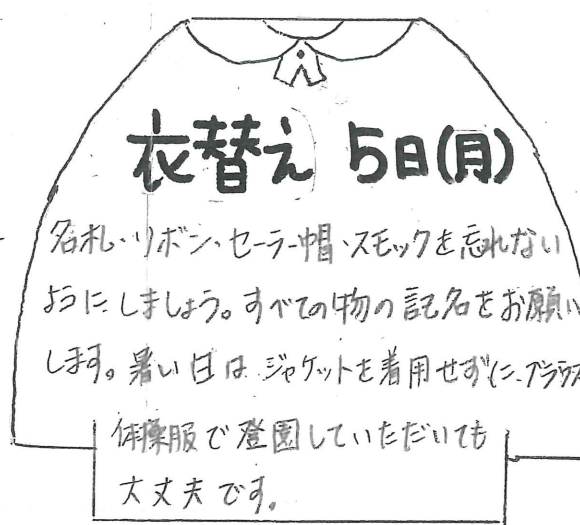 衣替え 5日(月)
名札・リボン・セーラー帽・スモックを忘れない
ようにしましょう。すべての物の記名をお願い
します。暑い日はジャケットを着用せずに、ブラウス
体操服で登園していただいても
大丈夫です。